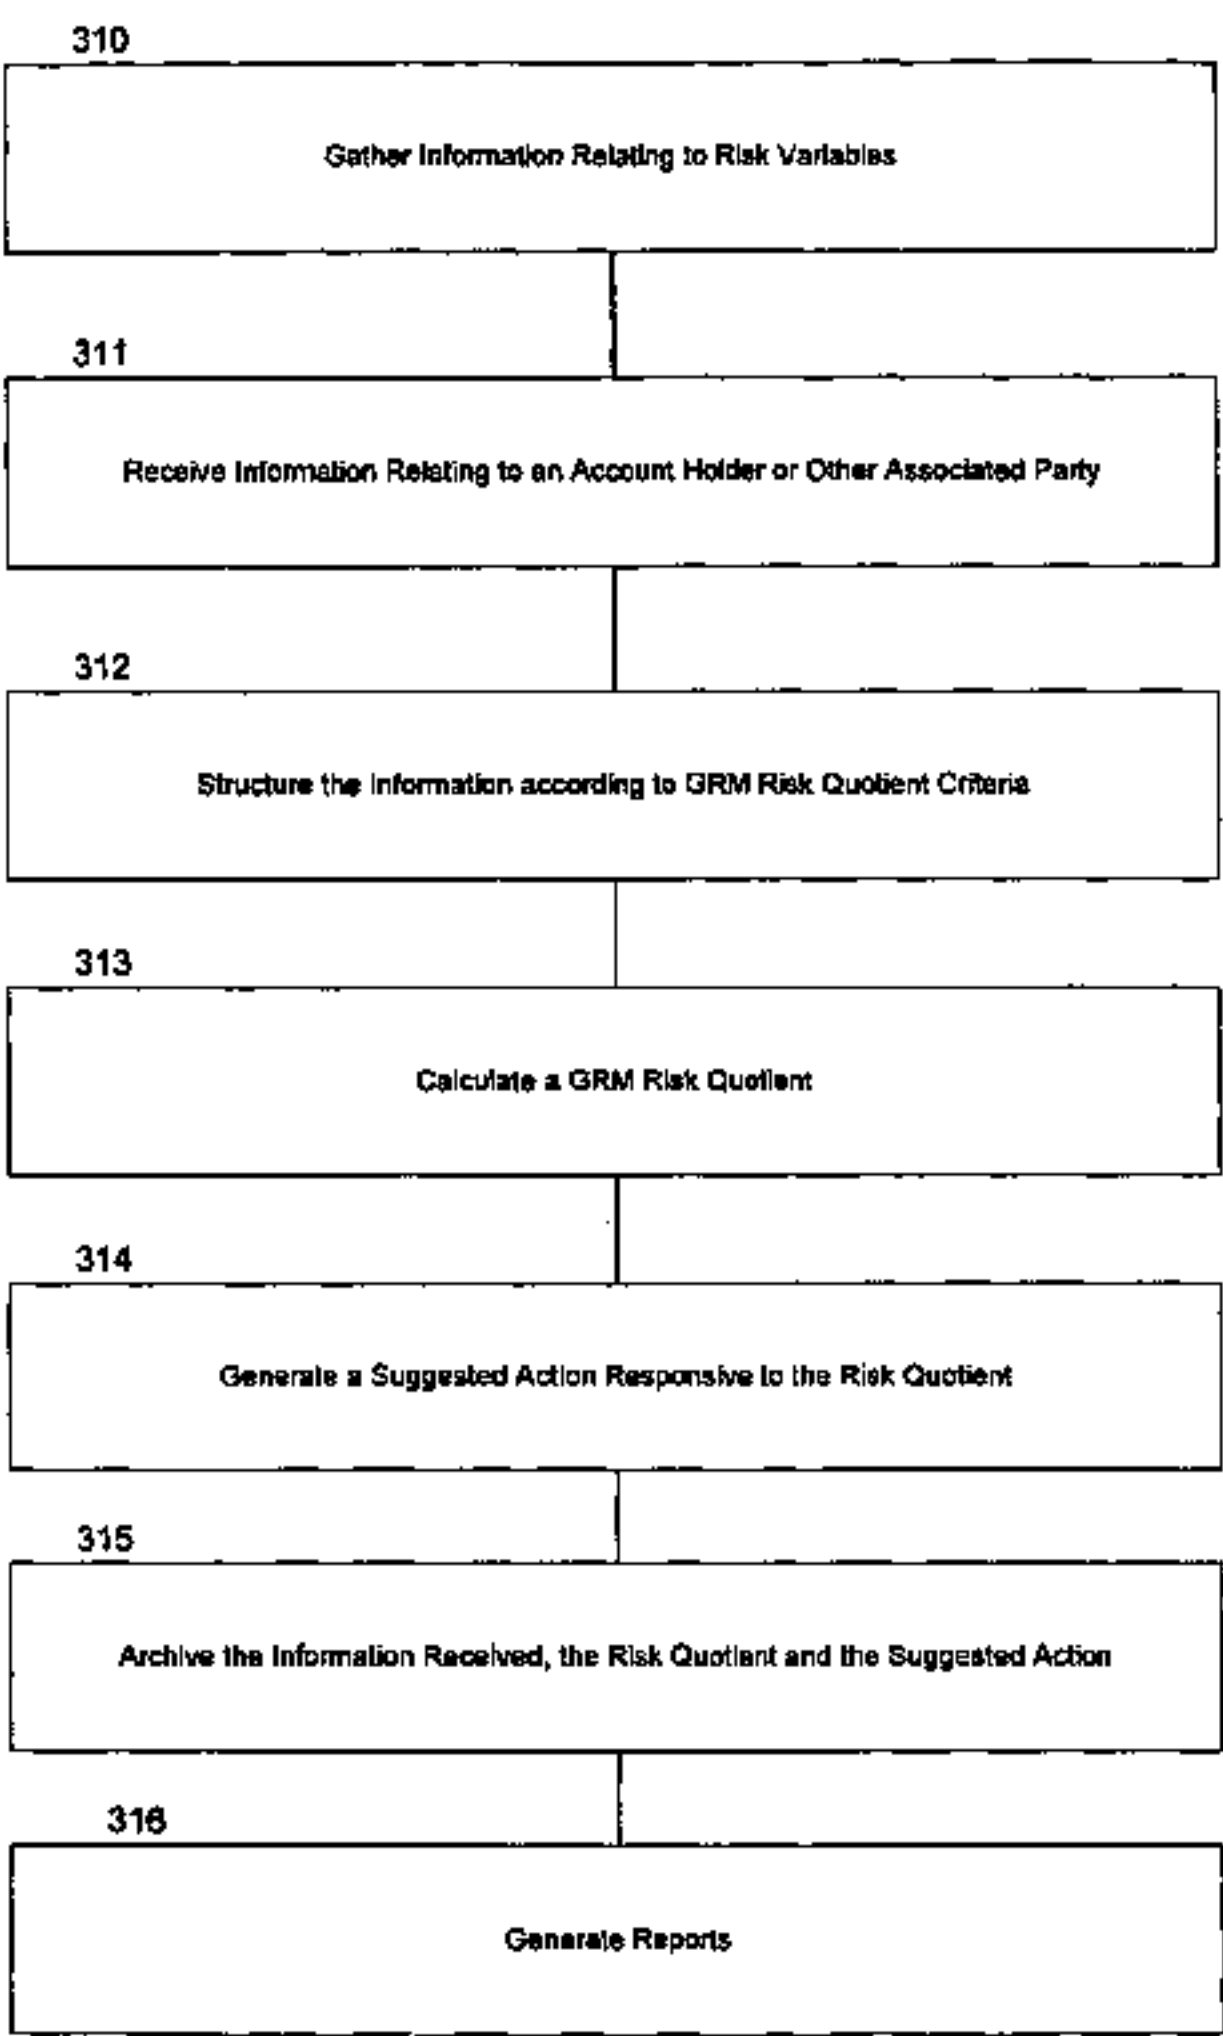 310
Gather Information Relating to Risk Variables
311
Receive Information Relating to an Account Holder or Other Associated Party
312
Structure the Information according to GRM Risk Quotient Criteria
313
Calculate a GRM Risk Quotient
314
Generate a Suggested Action Responsive to the Risk Quotient
315
Archive the Information Received, the Risk Quotient and the Suggested Action
316
Generate Reports